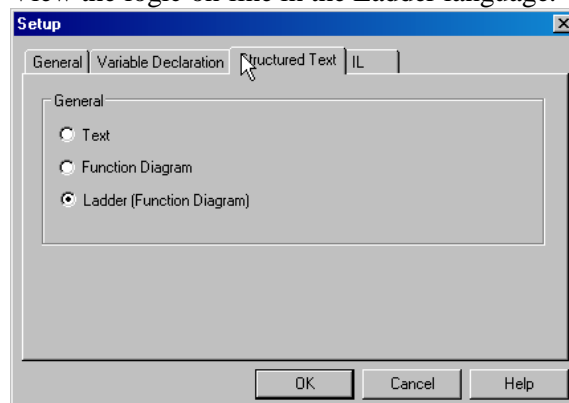 View the logic on-line in the Ladder language.
Setup
General Variable Declaration Structured Text IL
General
Text
Function Diagram
Ladder (Function Diagram)
OK Cancel Help